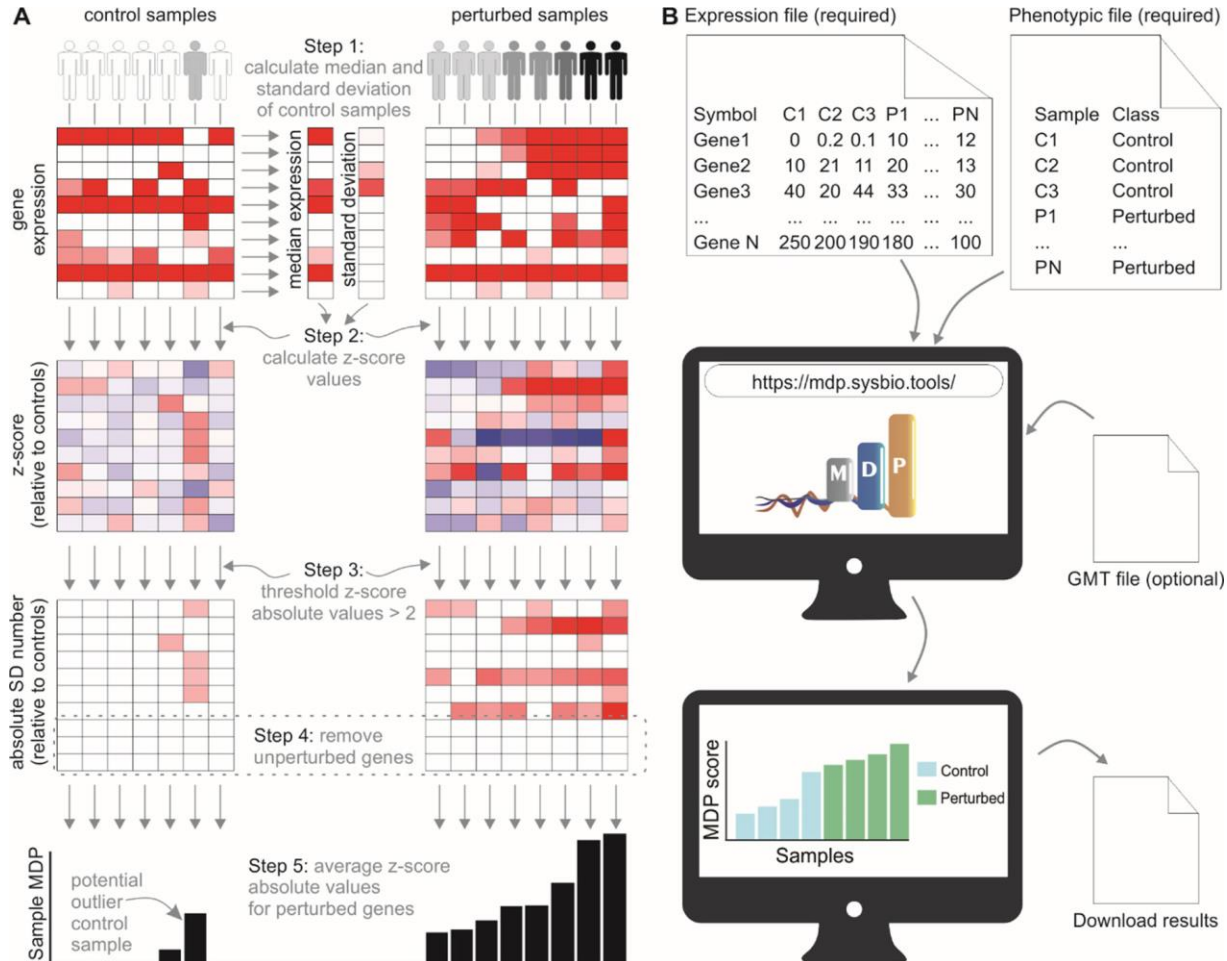 A
control samples
perturbed samples
Step 1:
calculate median and
standard deviation
of control samples
gene
expression
median expression
standard deviation
Step 2:
calculate z-score
values
z-score
(relative to controls)
Step 3:
threshold z-score
absolute values > 2
absolute SD number
(relative to controls)
Step 4: remove
unperturbed genes
Sample MDP
potential
outlier
control
sample
Step 5: average z-score
absolute values
for perturbed genes
B
Expression file (required)
Phenotypic file (required)
Symbol C1 C2 C3 P1 ... PN
Gene1 0 0.2 0.1 10 ... 12
Gene2 10 21 11 20 ... 13
Gene3 40 20 44 33 ... 30
... ... ... ... ... ... ...
Gene N 250 200 190 180 ... 100
Sample Class
C1 Control
C2 Control
C3 Control
P1 Perturbed
... ...
PN Perturbed
https://mdp.sysbio.tools/
M D P
GMT file (optional)
MDP score
Control
Perturbed
Samples
Download results